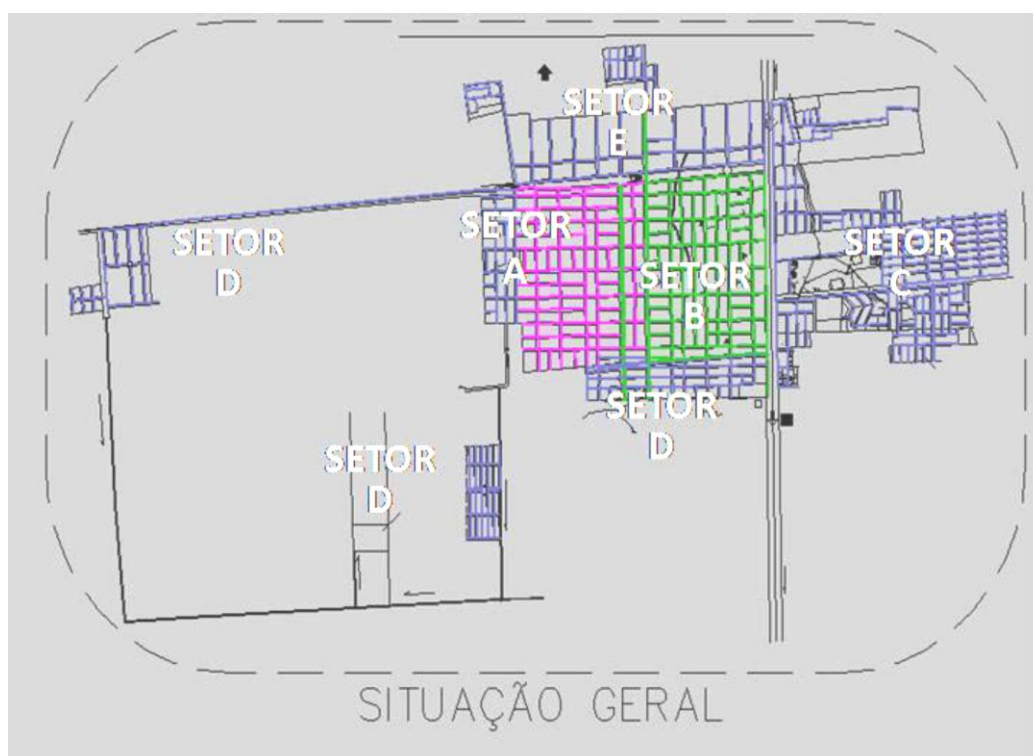 SETOR
E
SETOR
D
SETOR
A
SETOR
B
SETOR
C
SETOR
D
SETOR
D
SITUAÇÃO GERAL